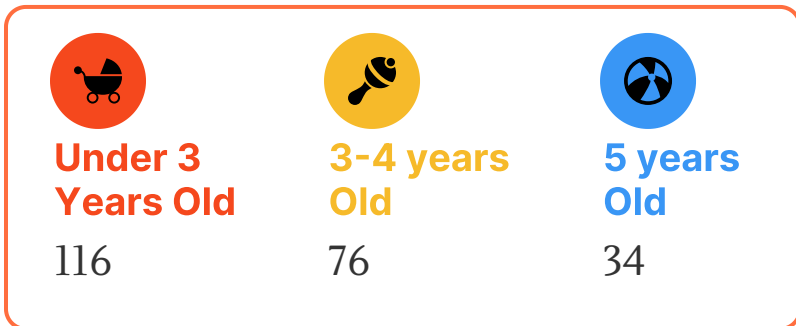 Under 3
Years Old
116
3-4 years
Old
76
5 years
Old
34